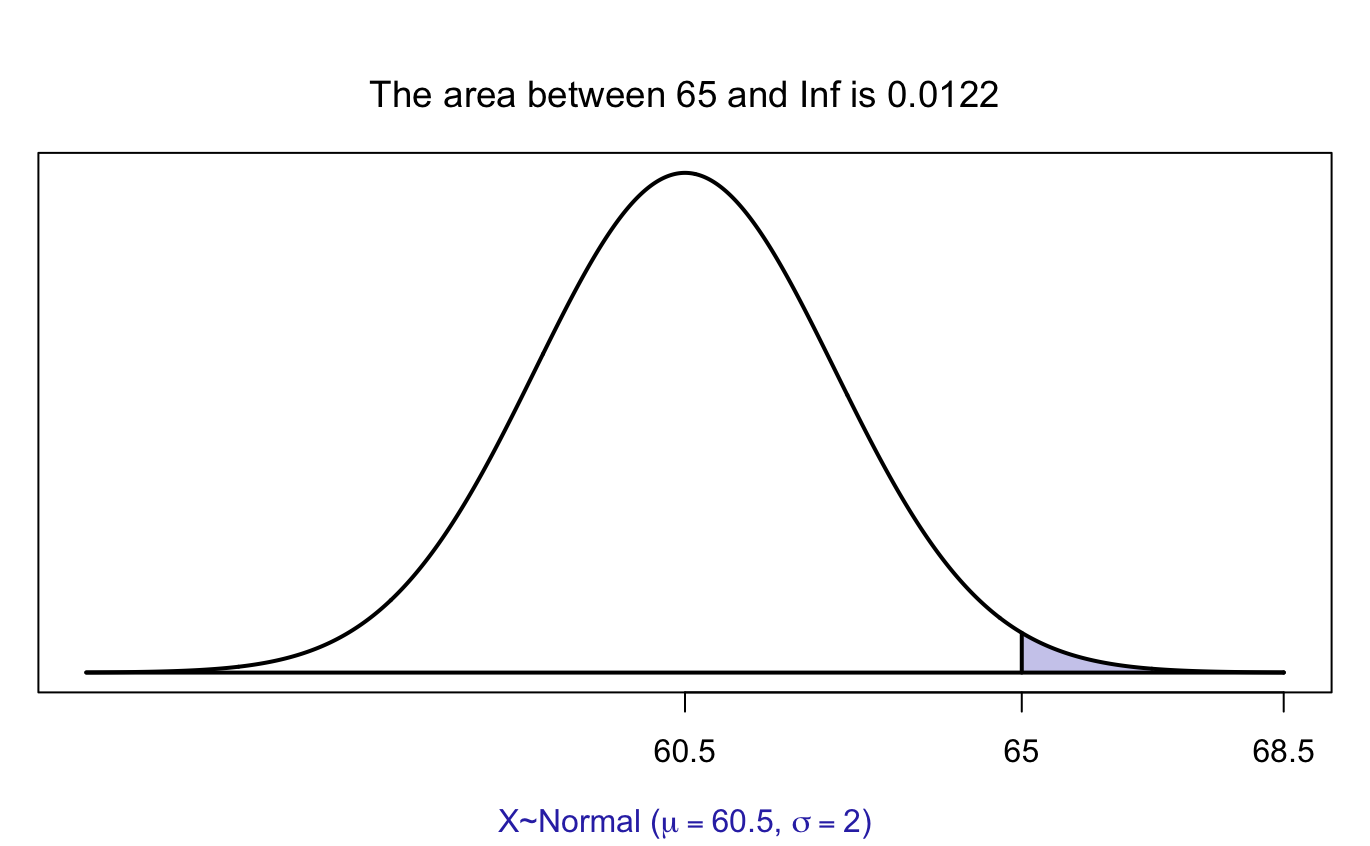 The area between 65 and Inf is 0.0122
60.5 65 68.5
X~Normal (μ = 60.5, σ = 2)